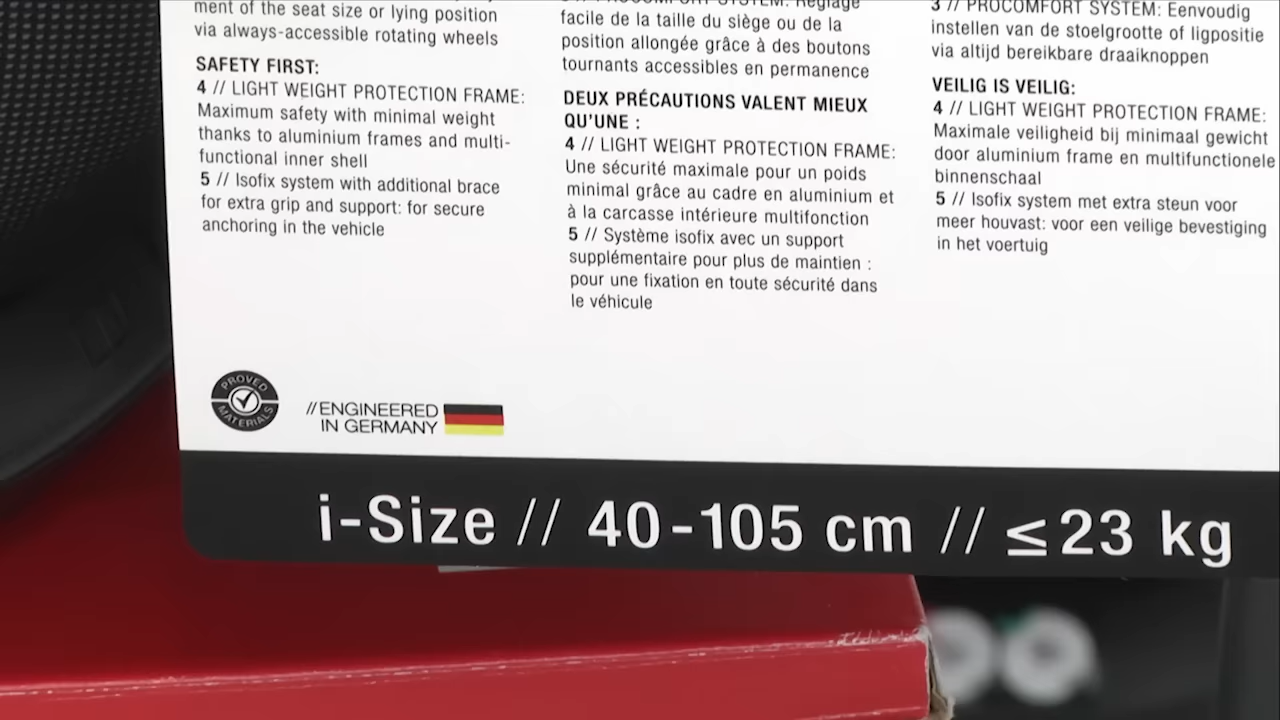 ment of the seat size or lying position
via always-accessible rotating wheels
SAFETY FIRST:
4 // LIGHT WEIGHT PROTECTION FRAME:
Maximum safety with minimal weight
thanks to aluminium frames and multi-
functional inner shell
5 // Isofix system with additional brace
for extra grip and support: for secure
anchoring in the vehicle
3 // PROCOMFORT SYSTEM: Réglage
facile de la taille du siège ou de la
position allongée grâce à des boutons
tournants accessibles en permanence
DEUX PRÉCAUTIONS VALENT MIEUX
QU'UNE :
4 // LIGHT WEIGHT PROTECTION FRAME:
Une sécurité maximale pour un poids
minimal grâce au cadre en aluminium et
à la carcasse intérieure multifonction
5 // Système isofix avec un support
supplémentaire pour plus de maintien :
pour une fixation en toute sécurité dans
le véhicule
3 // PROCOMFORT SYSTEM: Eenvoudig
instellen van de stoelgrootte of ligpositie
via altijd bereikbare draaiknoppen
VEILIG IS VEILIG:
4 // LIGHT WEIGHT PROTECTION FRAME:
Maximale veiligheid bij minimaal gewicht
door aluminium frame en multifunctionele
binnenschaal
5 // Isofix system met extra steun voor
meer houvast: voor een veilige bevestiging
in het voertuig
PROVED
MATERIALS
//ENGINEERED
IN GERMANY
i-Size // 40-105 cm // ≤23 kg